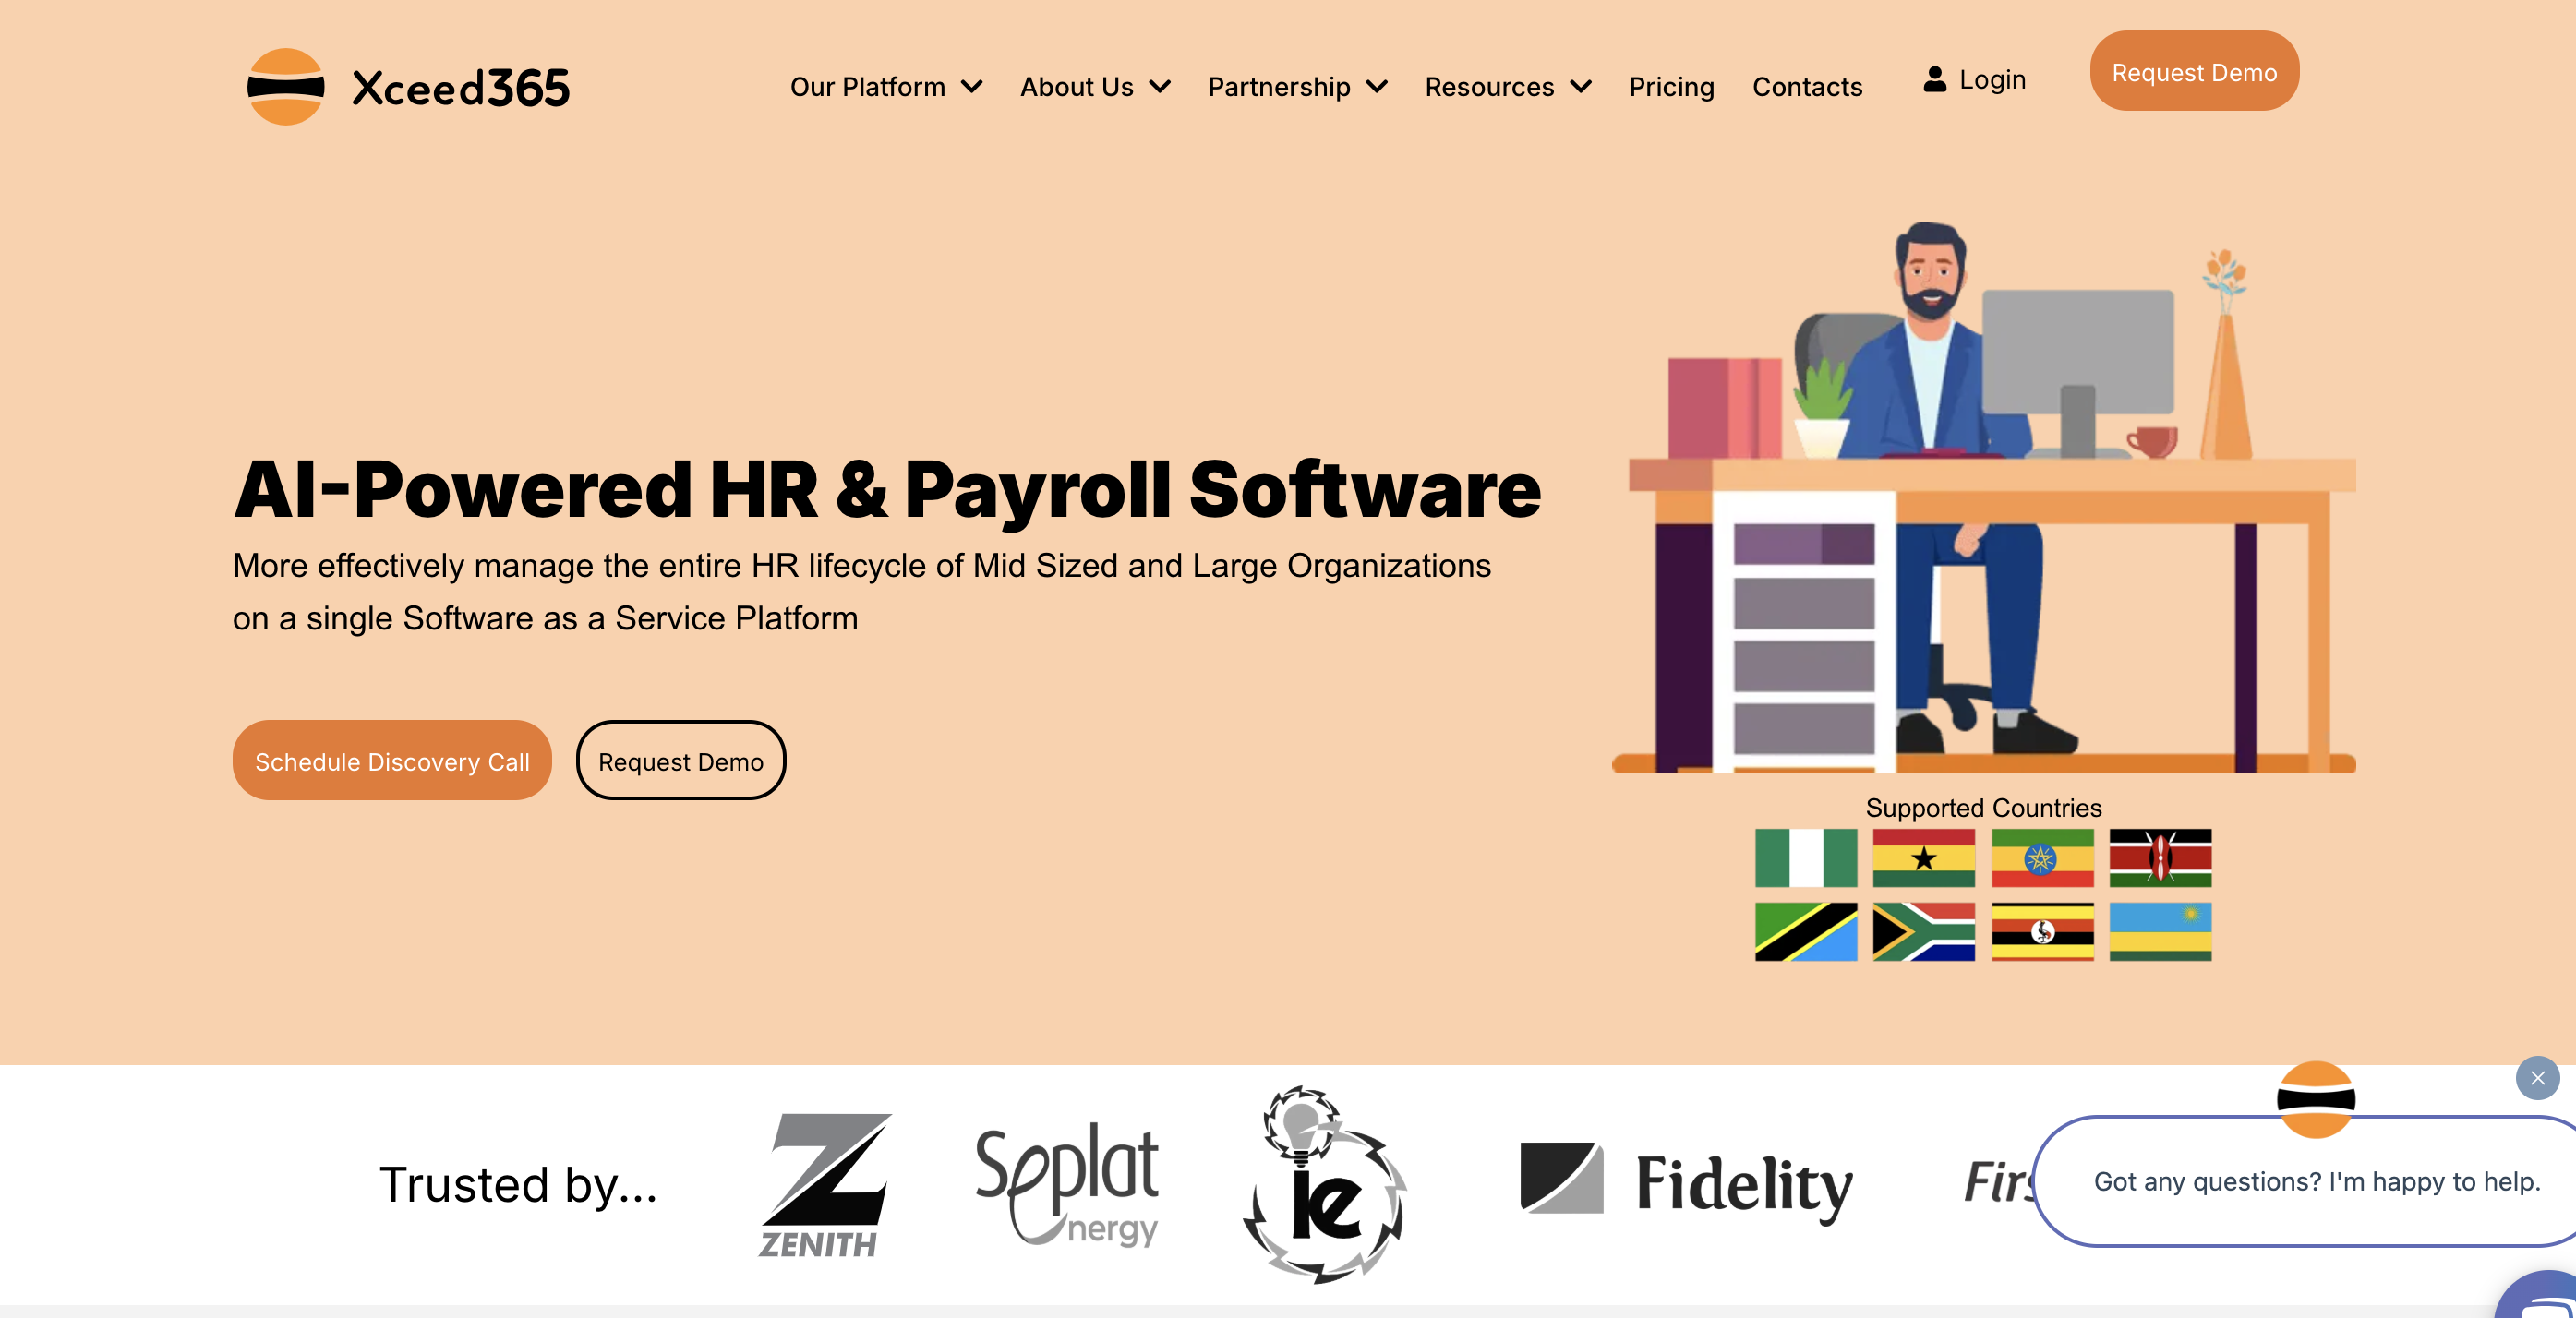 Xceed365
Our Platform
About Us
Partnership
Resources
Pricing
Contacts
Login
Request Demo
AI-Powered HR & Payroll Software
More effectively manage the entire HR lifecycle of Mid Sized and Large Organizations
on a single Software as a Service Platform
Schedule Discovery Call
Request Demo
Supported Countries
Trusted by...
ZENITH
Seplat
Energy
ie
Fidelity
Got any questions? I'm happy to help.